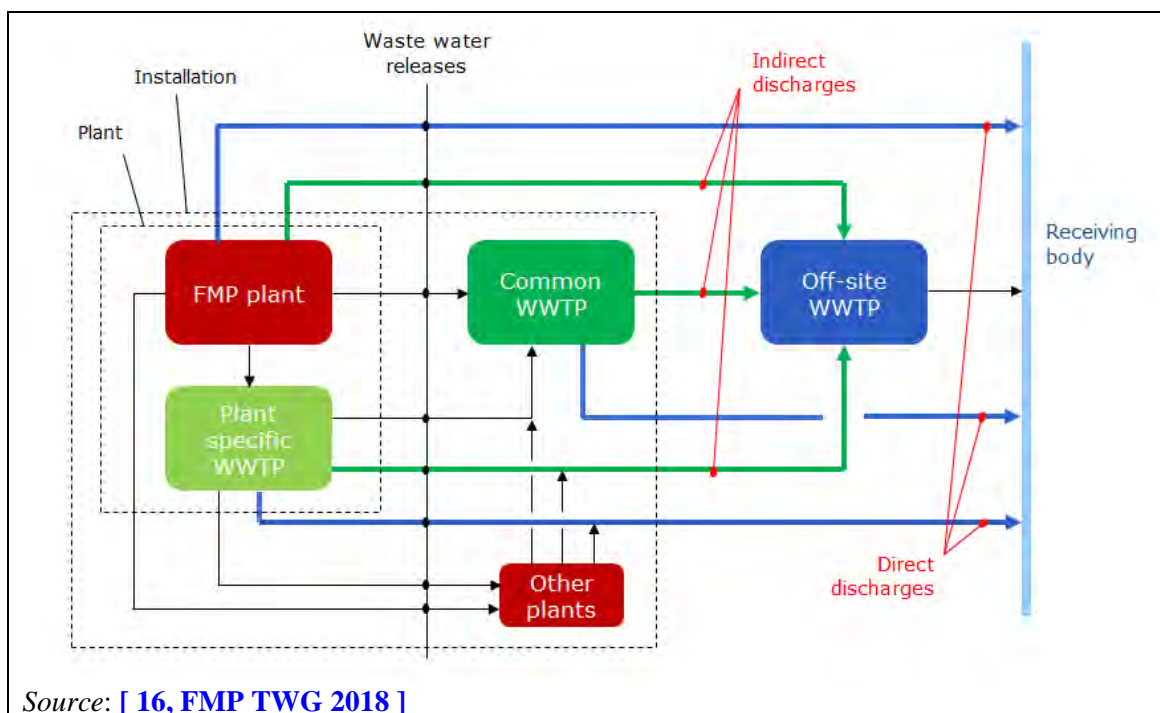 Waste water
releases
Installation
Plant
Indirect
discharges
FMP plant
Common
WWTP
Off-site
WWTP
Receiving
body
Plant
specific
WWTP
Other
plants
Direct
discharges
Source: [ 16, FMP TWG 2018 ]